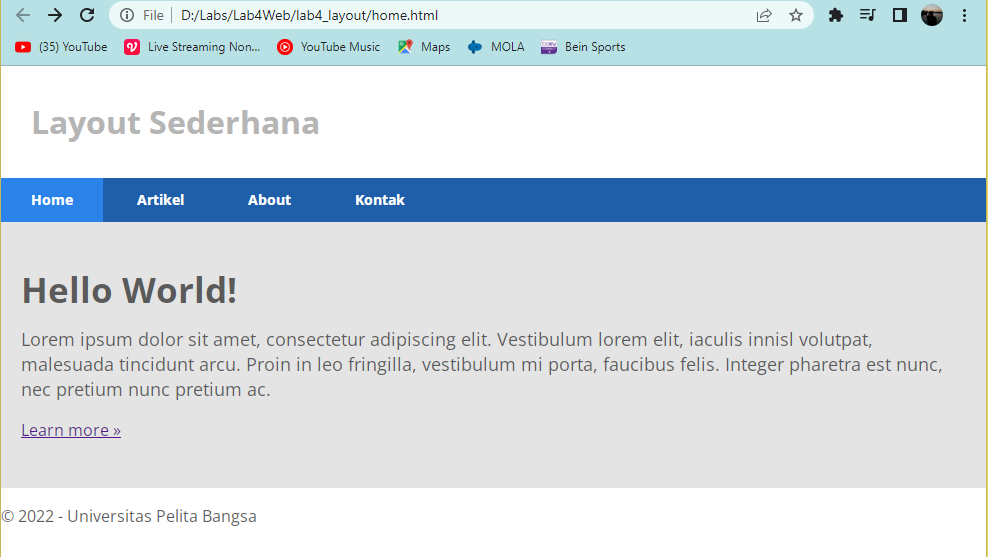 File D:/Labs/Lab4Web/lab4_layout/home.html
(35) YouTube Live Streaming Non... YouTube Music Maps MOLA Bein Sports
Layout Sederhana
Home Artikel About Kontak
Hello World!
Lorem ipsum dolor sit amet, consectetur adipiscing elit. Vestibulum lorem elit, iaculis innisl volutpat,
malesuada tincidunt arcu. Proin in leo fringilla, vestibulum mi porta, faucibus felis. Integer pharetra est nunc,
nec pretium nunc pretium ac.
Learn more »
© 2022 - Universitas Pelita Bangsa